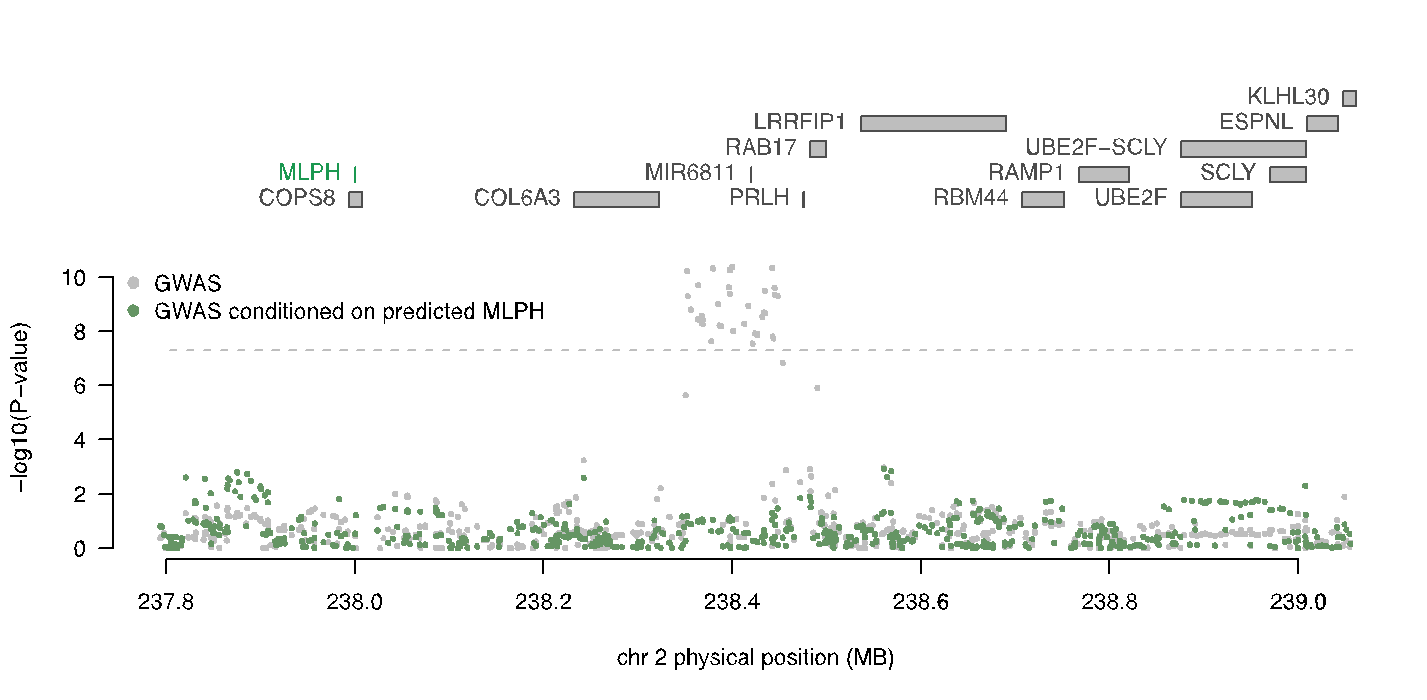 KLHL30
LRRFIP1 ESPNL
RAB17 UBE2F−SCLY
MLPH MIR6811 RAMP1 SCLY
COPS8 COL6A3 PRLH RBM44 UBE2F
10
8
6
4
2
0
−log10(P−value)
GWAS
GWAS conditioned on predicted MLPH
237.8 238.0 238.2 238.4 238.6 238.8 239.0
chr 2 physical position (MB)